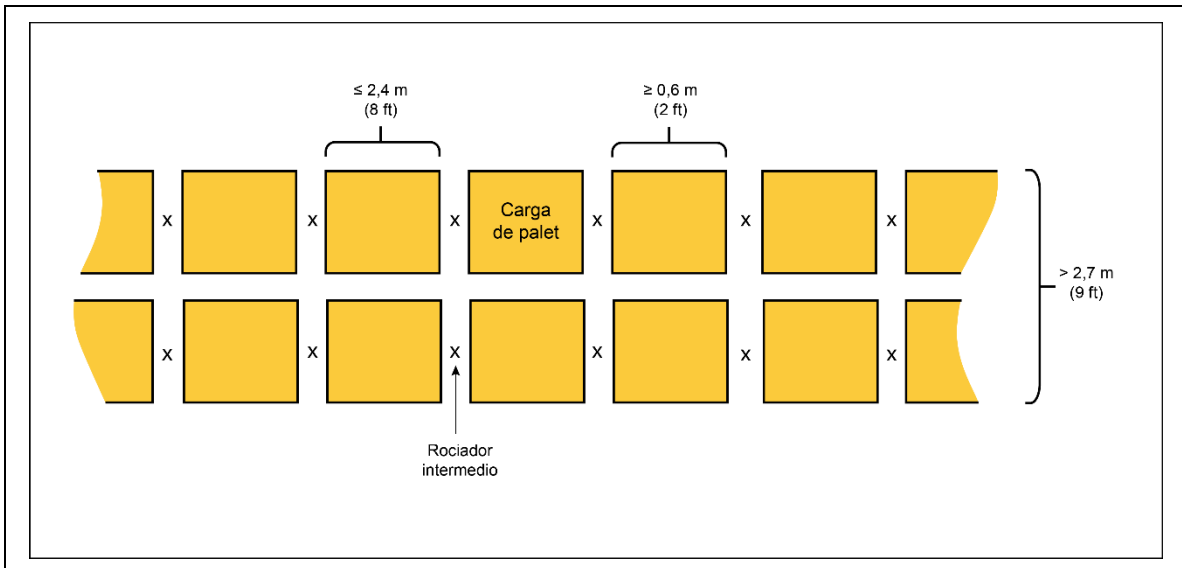 ≤ 2,4 m
(8 ft)
≥ 0,6 m
(2 ft)
x
x
x
Carga
de palet
x
x
x
> 2,7 m
(9 ft)
x
x
x
x
x
x
Rociador
intermedio